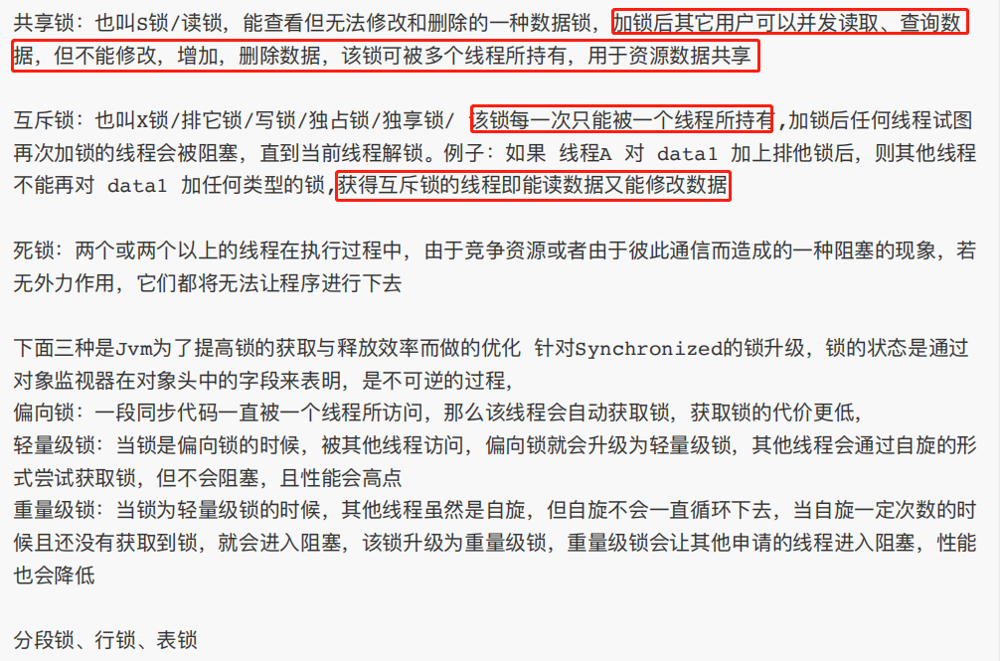 共享锁：也叫S锁/读锁，能查看但无法修改和删除的一种数据锁，加锁后其它用户可以并发读取、查询数
据，但不能修改，增加，删除数据，该锁可被多个线程所持有，用于资源数据共享
互斥锁：也叫X锁/排它锁/写锁/独占锁/独享锁/ 该锁每一次只能被一个线程所持有,加锁后任何线程试图
再次加锁的线程会被阻塞，直到当前线程解锁。例子：如果 线程A 对 data1 加上排他锁后，则其他线程
不能再对 data1 加任何类型的锁,获得互斥锁的线程即能读数据又能修改数据
死锁：两个或两个以上的线程在执行过程中，由于竞争资源或者由于彼此通信而造成的一种阻塞的现象，若
无外力作用，它们都将无法让程序进行下去
下面三种是Jvm为了提高锁的获取与释放效率而做的优化 针对Synchronized的锁升级，锁的状态是通过
对象监视器在对象头中的字段来表明，是不可逆的过程，
偏向锁：一段同步代码一直被一个线程所访问，那么该线程会自动获取锁，获取锁的代价更低，
轻量级锁：当锁是偏向锁的时候，被其他线程访问，偏向锁就会升级为轻量级锁，其他线程会通过自旋的形
式尝试获取锁，但不会阻塞，且性能会高点
重量级锁：当锁为轻量级锁的时候，其他线程虽然是自旋，但自旋不会一直循环下去，当自旋一定次数的时
候且还没有获取到锁，就会进入阻塞，该锁升级为重量级锁，重量级锁会让其他申请的线程进入阻塞，性能
也会降低
分段锁、行锁、表锁